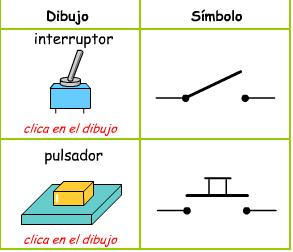 Dibujo Símbolo
interruptor
clica en el dibujo
pulsador
clica en el dibujo